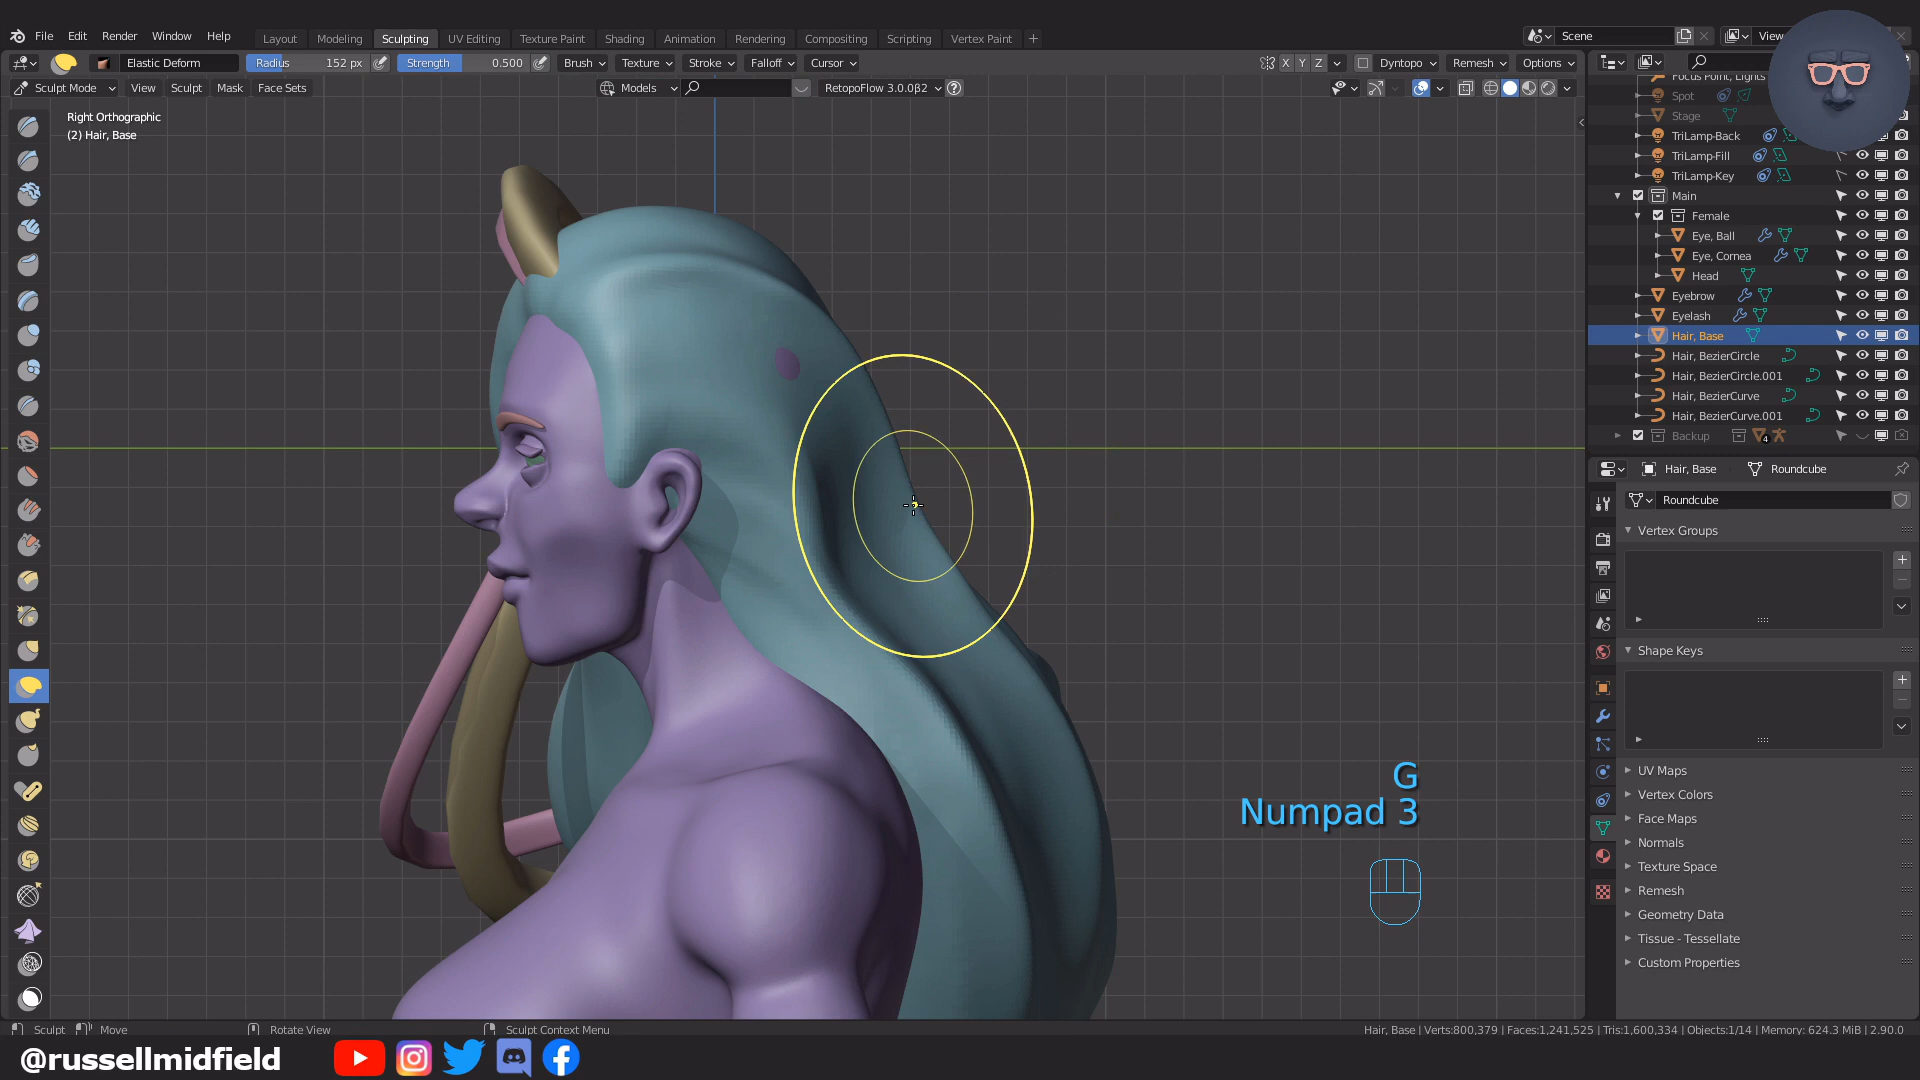 File Edit Render Window Help
Layout Modeling Sculpting UV Editing Texture Paint Shading Animation Rendering Compositing Scripting Vertex Paint +
Scene
View
Elastic Deform Radius 152 px Strength 0.500 Brush Texture Stroke Falloff Cursor X Y Z Dyntopo Remesh Options
Sculpt Mode View Sculpt Mask Face Sets Models RetopoFlow 3.0.0β2
Right Orthographic
(2) Hair, Base
Focus Point, Lights
Spot
Stage
TriLamp-Back
TriLamp-Fill
TriLamp-Key
Main
Female
Eye, Ball
Eye, Cornea
Head
Eyebrow
Eyelash
Hair, Base
Hair, BezierCircle
Hair, BezierCircle.001
Hair, BezierCurve
Hair, BezierCurve.001
Backup 4
Hair, Base Roundcube
Roundcube
Vertex Groups
Shape Keys
UV Maps
Vertex Colors
Face Maps
Normals
Texture Space
Remesh
Geometry Data
Tissue - Tessellate
Custom Properties
G
Numpad 3
Sculpt Move Rotate View Sculpt Context Menu
Hair, Base | Verts:800,379 | Faces:1,241,525 | Tris:1,600,334 | Objects:1/14 | Memory: 624.3 MiB | 2.90.0
@russellmidfield